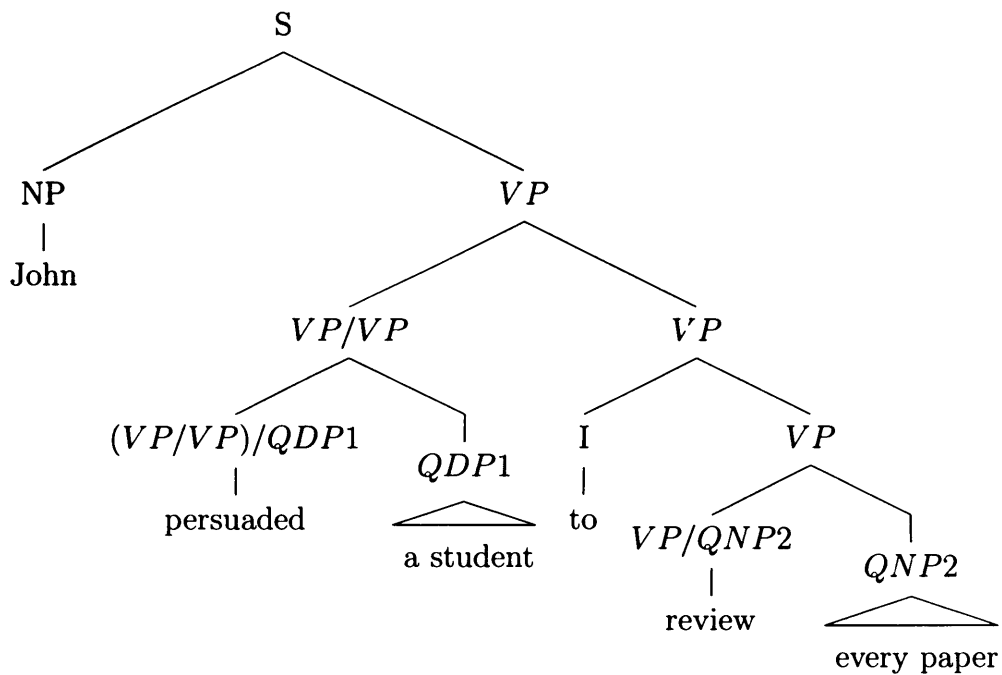 S
NP VP
John
VP/VP VP
(VP/VP)/QDP1 QDP1 I VP
persuaded a student to VP/QNP2 QNP2
review every paper